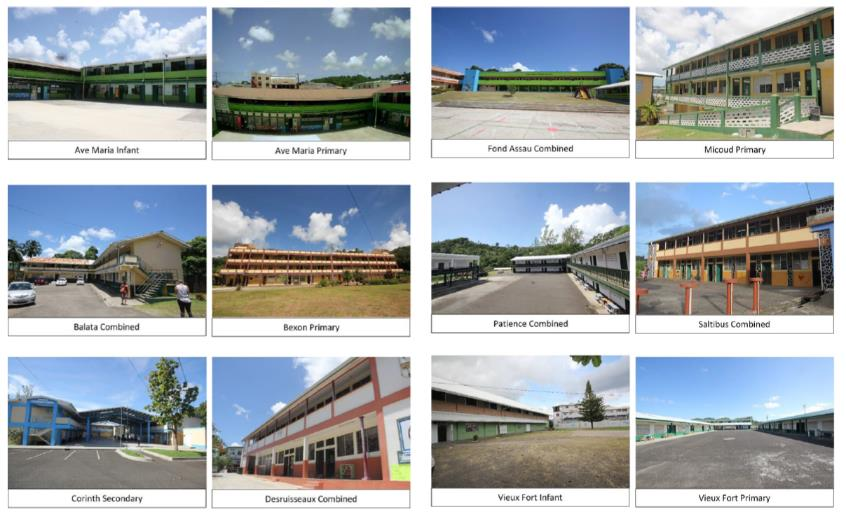 Ave Maria Infant
Ave Maria Primary
Fond Assau Combined
Micoud Primary
Balata Combined
Bexon Primary
Patience Combined
Saltibus Combined
Corinth Secondary
Desruisseaux Combined
Vieux Fort Infant
Vieux Fort Primary